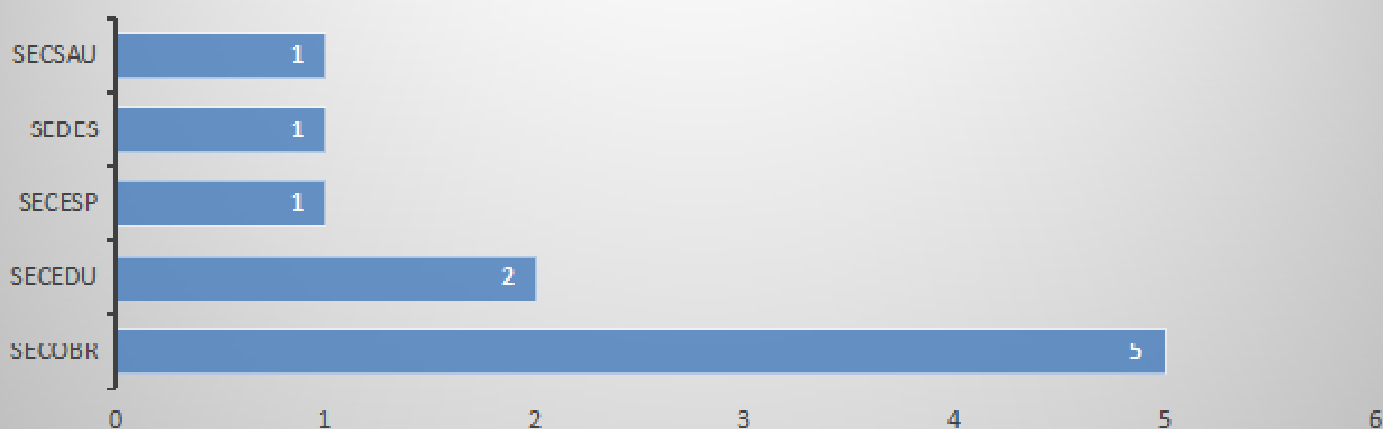 SECSAU 1
SEDES 1
SECESP 1
SECEDU 2
SECOBR 5
0 1 2 3 4 5 6